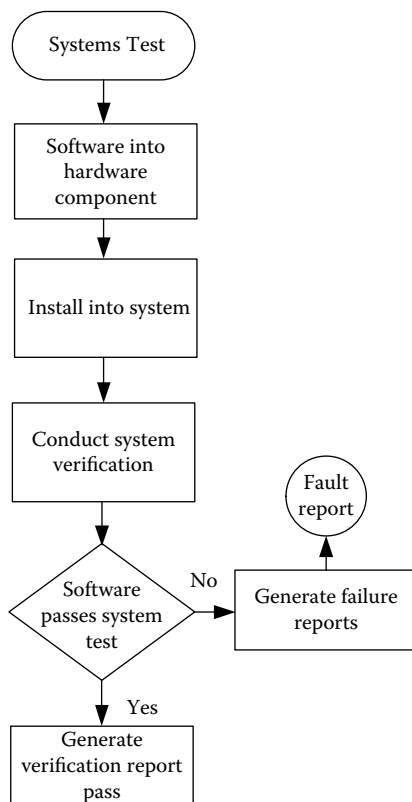 Systems Test
Software into
hardware
component
Install into system
Conduct system
verification
Fault
report
Software
passes system
test
No
Generate failure
reports
Yes
Generate
verification report
pass